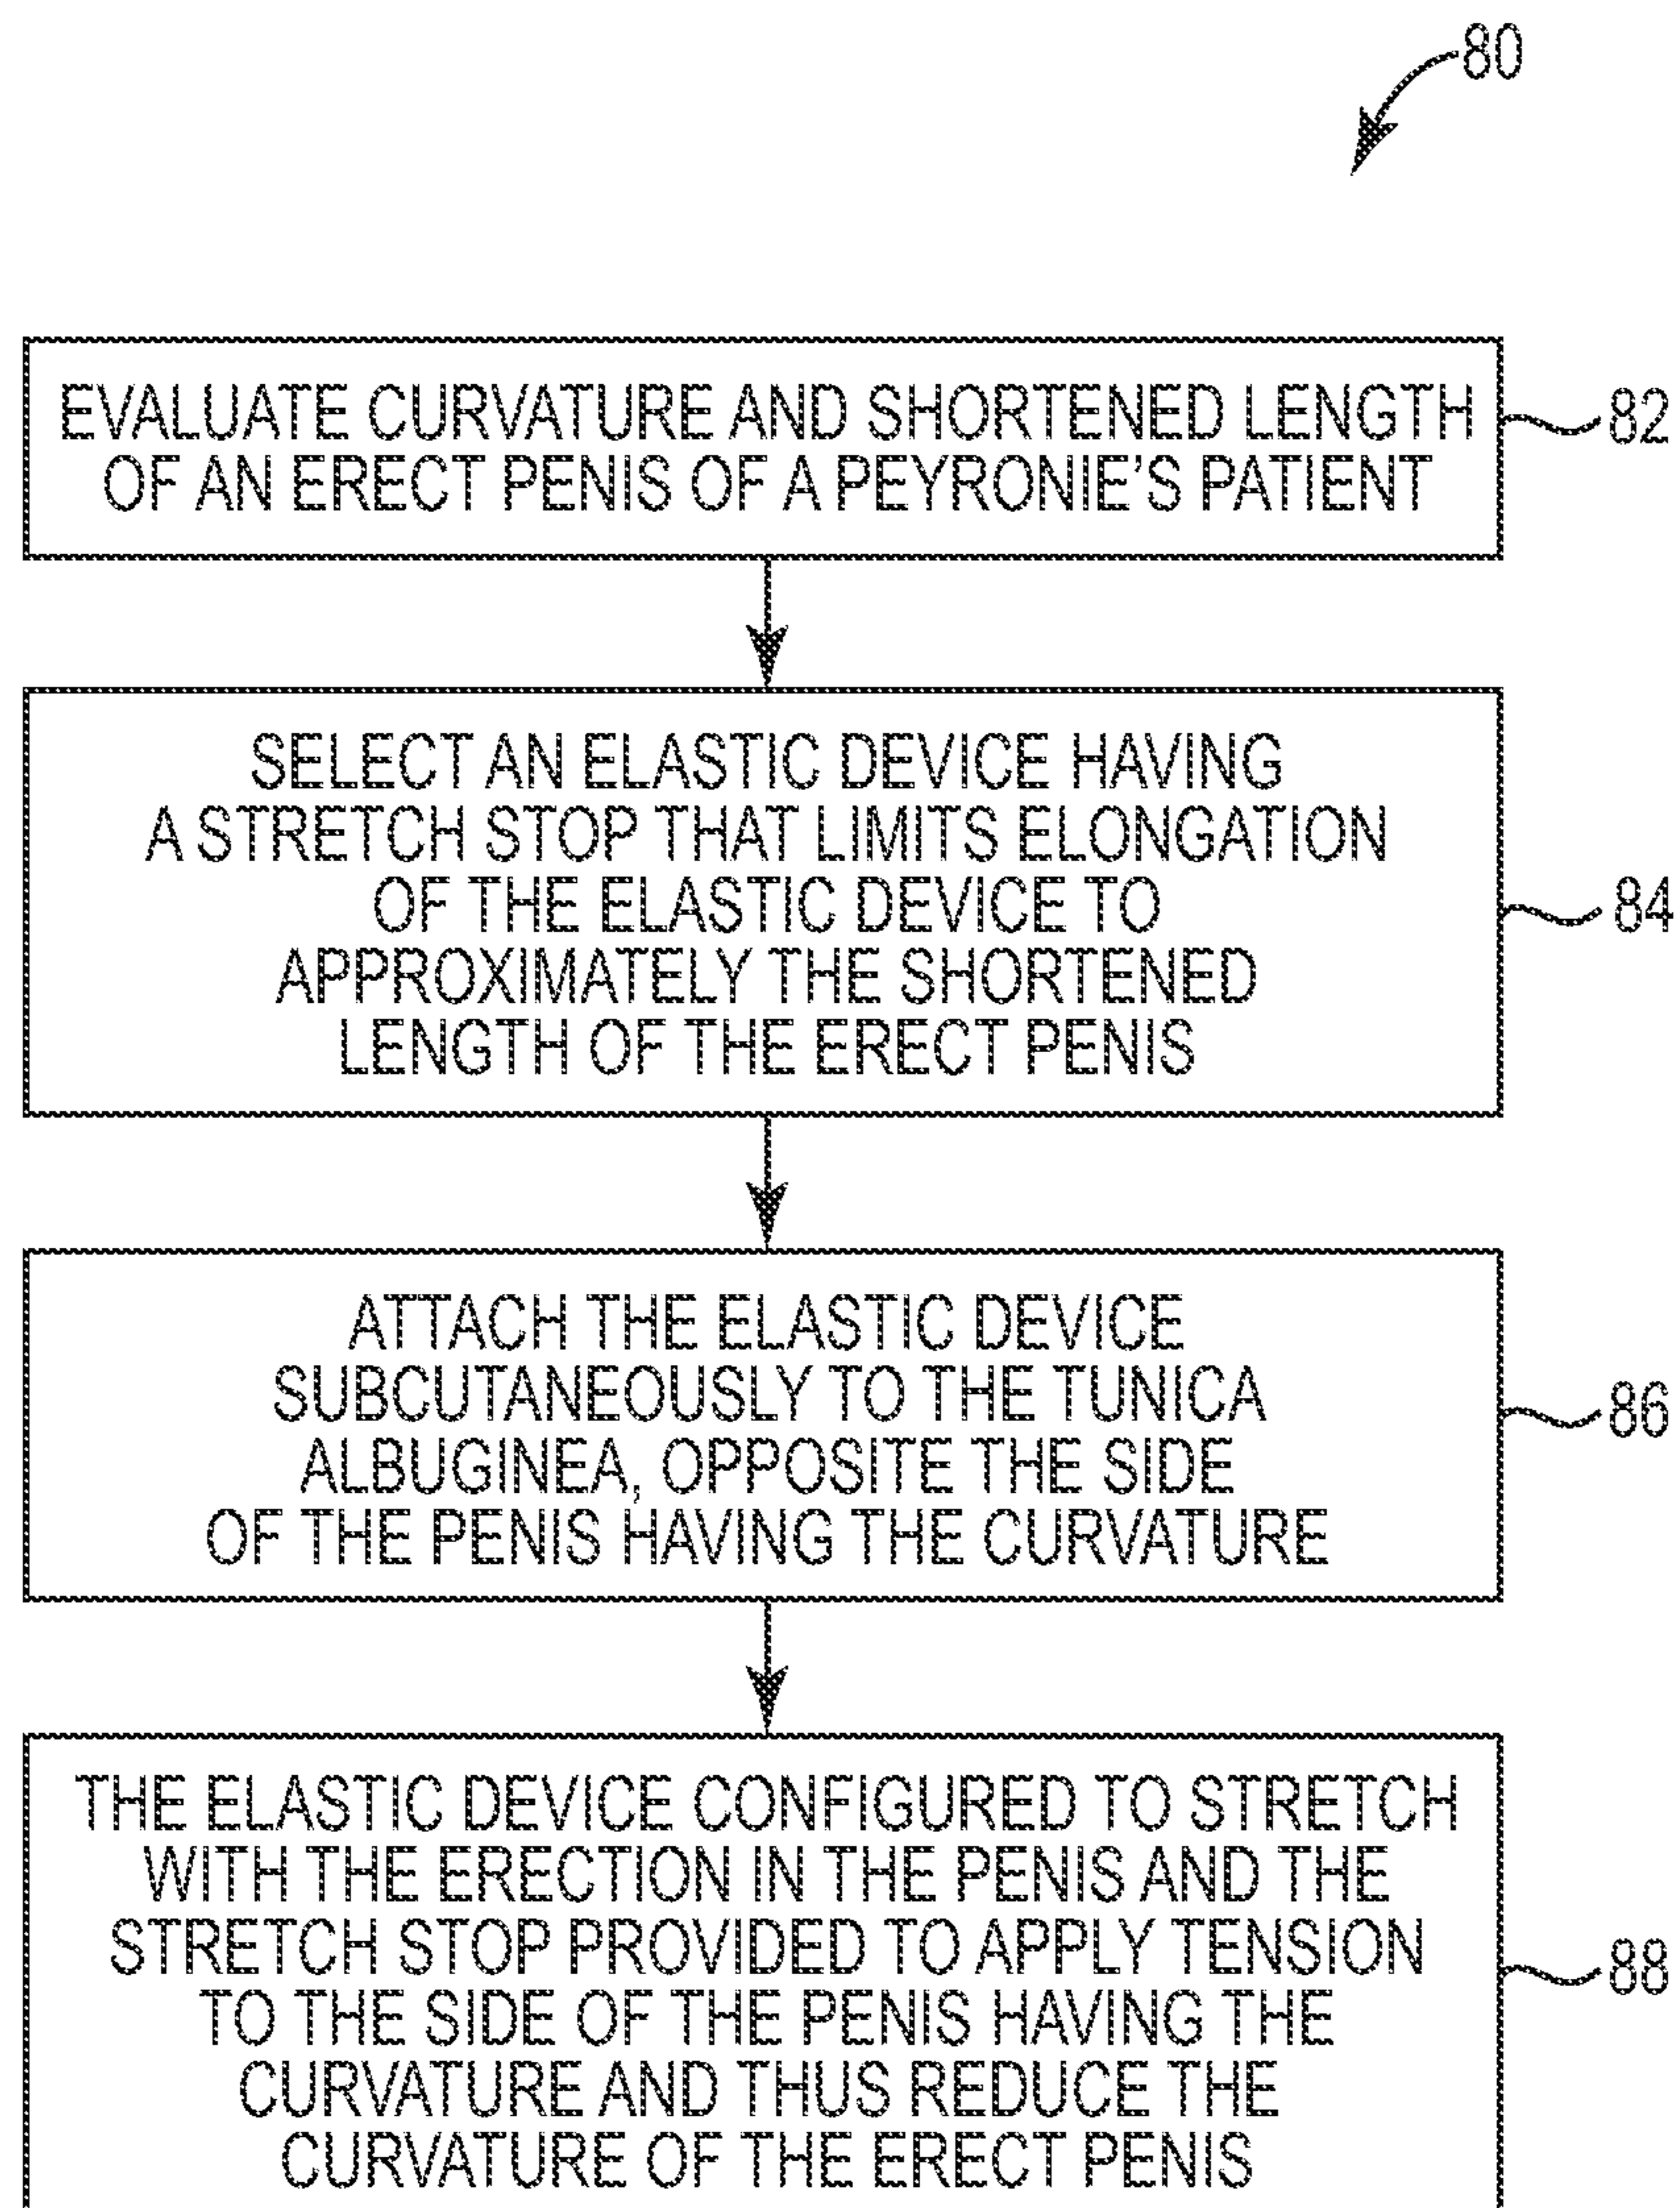 80
EVALUATE CURVATURE AND SHORTENED LENGTH
OF AN ERECT PENIS OF A PEYRONIE'S PATIENT
82
SELECT AN ELASTIC DEVICE HAVING
A STRETCH STOP THAT LIMITS ELONGATION
OF THE ELASTIC DEVICE TO
APPROXIMATELY THE SHORTENED
LENGTH OF THE ERECT PENIS
84
ATTACH THE ELASTIC DEVICE
SUBCUTANEOUSLY TO THE TUNICA
ALBUGINEA, OPPOSITE THE SIDE
OF THE PENIS HAVING THE CURVATURE
86
THE ELASTIC DEVICE CONFIGURED TO STRETCH
WITH THE ERECTION IN THE PENIS AND THE
STRETCH STOP PROVIDED TO APPLY TENSION
TO THE SIDE OF THE PENIS HAVING THE
CURVATURE AND THUS REDUCE THE
CURVATURE OF THE ERECT PENIS
88